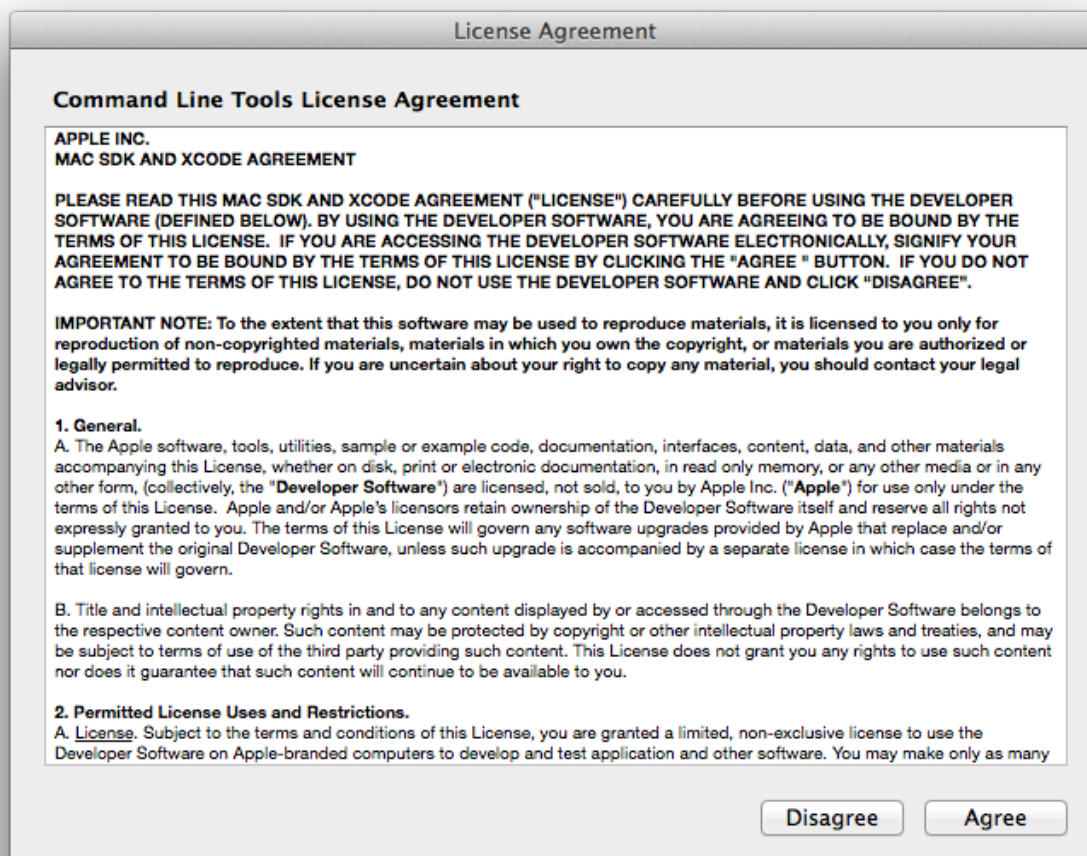 License Agreement
Command Line Tools License Agreement
APPLE INC.
MAC SDK AND XCODE AGREEMENT
PLEASE READ THIS MAC SDK AND XCODE AGREEMENT ("LICENSE") CAREFULLY BEFORE USING THE DEVELOPER
SOFTWARE (DEFINED BELOW). BY USING THE DEVELOPER SOFTWARE, YOU ARE AGREEING TO BE BOUND BY THE
TERMS OF THIS LICENSE.  IF YOU ARE ACCESSING THE DEVELOPER SOFTWARE ELECTRONICALLY, SIGNIFY YOUR
AGREEMENT TO BE BOUND BY THE TERMS OF THIS LICENSE BY CLICKING THE "AGREE " BUTTON.  IF YOU DO NOT
AGREE TO THE TERMS OF THIS LICENSE, DO NOT USE THE DEVELOPER SOFTWARE AND CLICK “DISAGREE”.
IMPORTANT NOTE: To the extent that this software may be used to reproduce materials, it is licensed to you only for
reproduction of non-copyrighted materials, materials in which you own the copyright, or materials you are authorized or
legally permitted to reproduce. If you are uncertain about your right to copy any material, you should contact your legal
advisor.
1. General.
A. The Apple software, tools, utilities, sample or example code, documentation, interfaces, content, data, and other materials
accompanying this License, whether on disk, print or electronic documentation, in read only memory, or any other media or in any
other form, (collectively, the "Developer Software") are licensed, not sold, to you by Apple Inc. ("Apple") for use only under the
terms of this License.  Apple and/or Apple's licensors retain ownership of the Developer Software itself and reserve all rights not
expressly granted to you. The terms of this License will govern any software upgrades provided by Apple that replace and/or
supplement the original Developer Software, unless such upgrade is accompanied by a separate license in which case the terms of
that license will govern.
B. Title and intellectual property rights in and to any content displayed by or accessed through the Developer Software belongs to
the respective content owner. Such content may be protected by copyright or other intellectual property laws and treaties, and may
be subject to terms of use of the third party providing such content. This License does not grant you any rights to use such content
nor does it guarantee that such content will continue to be available to you.
2. Permitted License Uses and Restrictions.
A. License. Subject to the terms and conditions of this License, you are granted a limited, non-exclusive license to use the
Developer Software on Apple-branded computers to develop and test application and other software. You may make only as many
Disagree
Agree